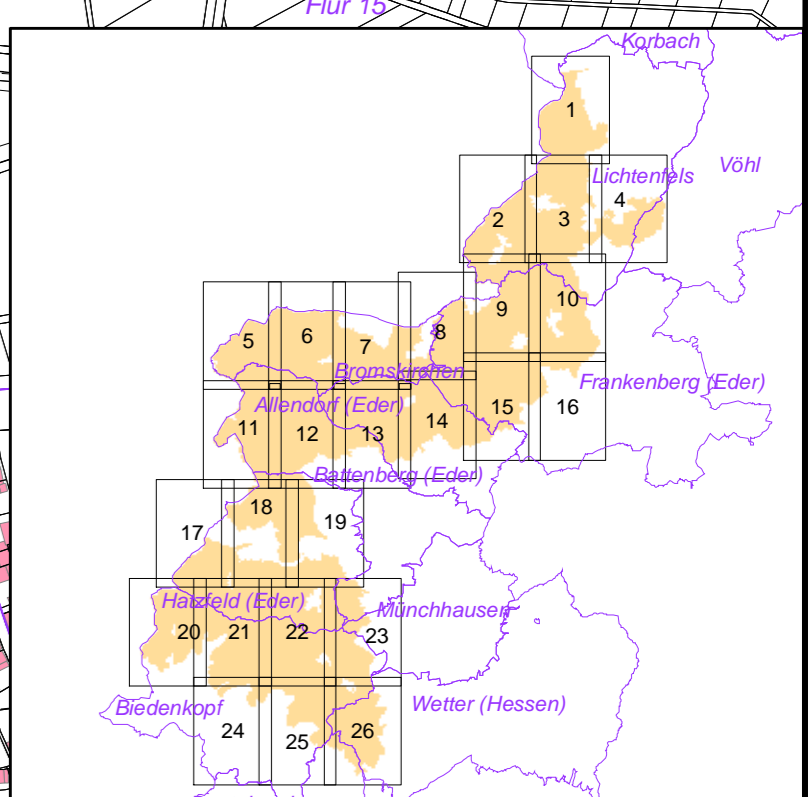 Flur 15
Korbach
1
Vöhl
Lichtenfels
4
2
3
10
9
8
6
5
7
Bromskirchen
Frankenberg (Eder)
Allendorf (Eder)
15
16
14
11
12
13
Battenberg (Eder)
18
19
17
Hatzfeld (Eder)
Münchhausen
20
21
22
23
Wetter (Hessen)
Biedenkopf
24
25
26